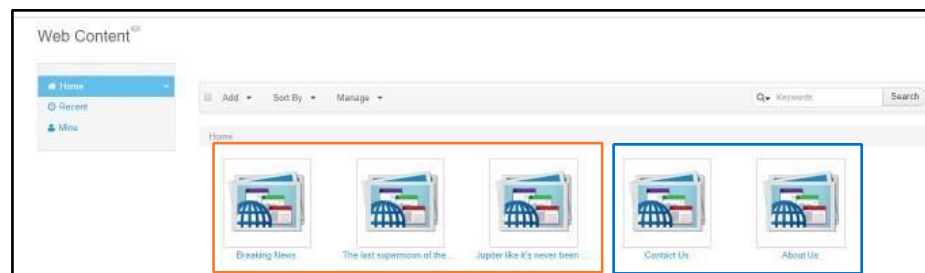 Web Content
Home
Recent
Mine
Add Sort By Manage Keywords Search
Home
Breaking News The last supermoon of the... Jupiter like it's never been ... Contact Us About Us